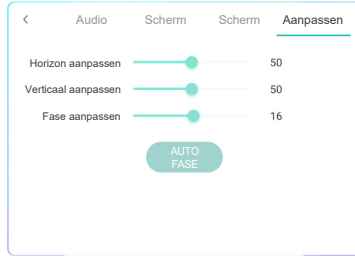 Audio Scherm Scherm Aanpassen
Horizon aanpassen 50
Verticaal aanpassen 50
Fase aanpassen 16
AUTO
FASE